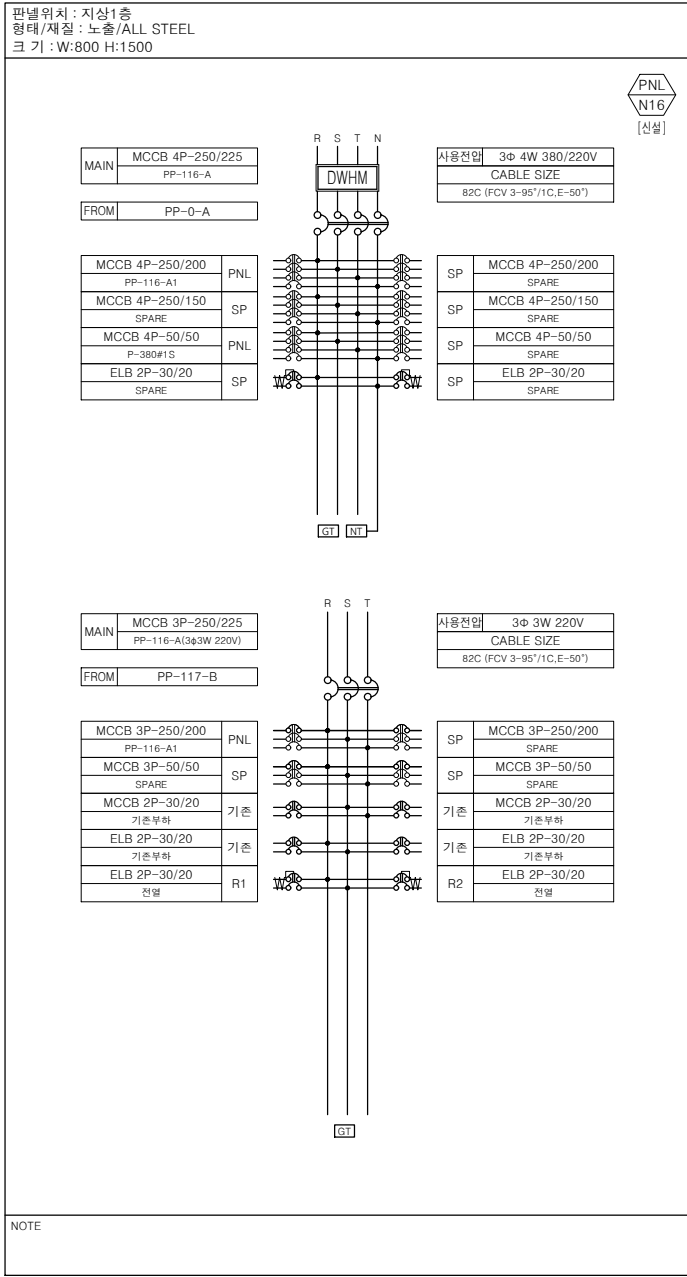 판넬위치 : 지상1층
형태/재질 : 노출/ALL STEEL
크 기 : W:800 H:1500
PNL
N16
[신설]
R S T N
MAIN MCCB 4P-250/225
PP-116-A
DWHM
사용전압 3Φ 4W 380/220V
CABLE SIZE
82C (FCV 3-95°/1C,E-50°)
FROM PP-0-A
MCCB 4P-250/200 PNL
PP-116-A1
SP MCCB 4P-250/200
SPARE
MCCB 4P-250/150 SP
SPARE
SP MCCB 4P-250/150
SPARE
MCCB 4P-50/50 PNL
P-380#1S
SP MCCB 4P-50/50
SPARE
ELB 2P-30/20 SP
SPARE
SP ELB 2P-30/20
SPARE
W W
GT NT
R S T
MAIN MCCB 3P-250/225
PP-116-A(3φ3W 220V)
사용전압 3Φ 3W 220V
CABLE SIZE
82C (FCV 3-95°/1C,E-50°)
FROM PP-117-B
MCCB 3P-250/200 PNL
PP-116-A1
SP MCCB 3P-250/200
SPARE
MCCB 3P-50/50 SP
SPARE
SP MCCB 3P-50/50
SPARE
MCCB 2P-30/20 기존
기존부하
기존 MCCB 2P-30/20
기존부하
ELB 2P-30/20 기존
기존부하
기존 ELB 2P-30/20
기존부하
ELB 2P-30/20 R1
전열
R2 ELB 2P-30/20
전열
W W
GT
NOTE